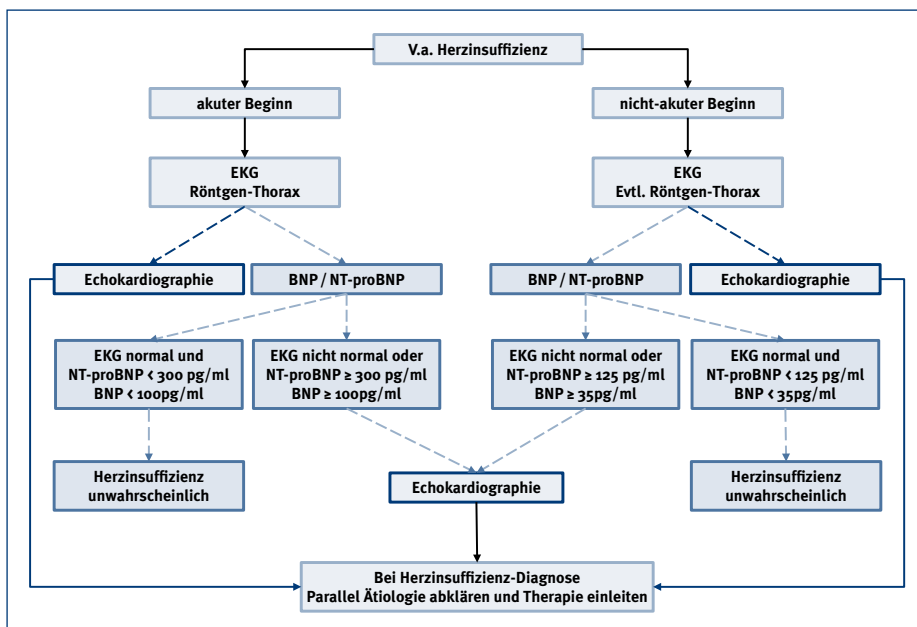 V.a. Herzinsuffizienz
akuter Beginn
nicht-akuter Beginn
EKG
Röntgen-Thorax
EKG
Evtl. Röntgen-Thorax
Echokardiographie
BNP / NT-proBNP
BNP / NT-proBNP
Echokardiographie
EKG normal und
NT-proBNP < 300 pg/ml
BNP < 100pg/ml
EKG nicht normal oder
NT-proBNP ≥ 300 pg/ml
BNP ≥ 100pg/ml
EKG nicht normal oder
NT-proBNP ≥ 125 pg/ml
BNP ≥ 35pg/ml
EKG normal und
NT-proBNP < 125 pg/ml
BNP < 35pg/ml
Herzinsuffizienz
unwahrscheinlich
Echokardiographie
Herzinsuffizienz
unwahrscheinlich
Bei Herzinsuffizienz-Diagnose
Parallel Ätiologie abklären und Therapie einleiten